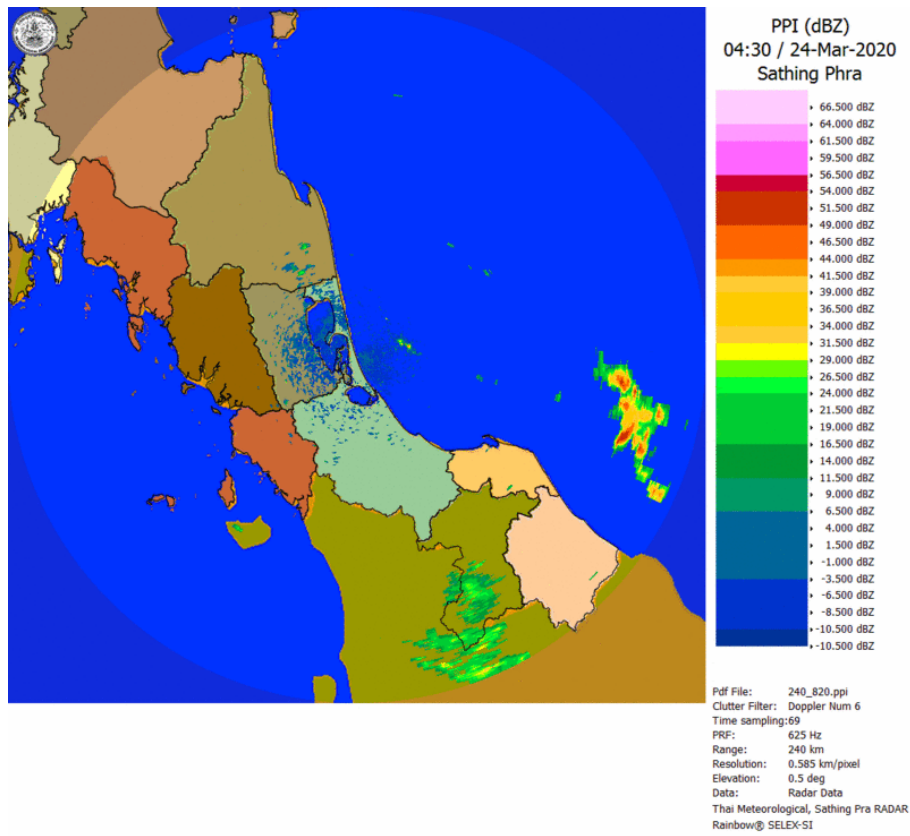 PPI (dBZ)
04:30 / 24-Mar-2020
Sathing Phra
66.500 dBZ
64.000 dBZ
61.500 dBZ
59.500 dBZ
56.500 dBZ
54.000 dBZ
51.500 dBZ
49.000 dBZ
46.500 dBZ
44.000 dBZ
41.500 dBZ
39.000 dBZ
36.500 dBZ
34.000 dBZ
31.500 dBZ
29.000 dBZ
26.500 dBZ
24.000 dBZ
21.500 dBZ
19.000 dBZ
16.500 dBZ
14.000 dBZ
11.500 dBZ
9.000 dBZ
6.500 dBZ
4.000 dBZ
1.500 dBZ
-1.000 dBZ
-3.500 dBZ
-6.500 dBZ
-8.500 dBZ
-10.500 dBZ
-10.500 dBZ
Pdf File: 240_820.ppi
Clutter Filter: Doppler Num 6
Time sampling:69
PRF: 625 Hz
Range: 240 km
Resolution: 0.585 km/pixel
Elevation: 0.5 deg
Data: Radar Data
Thai Meteorological, Sathing Pra RADAR
Rainbow® SELEX-SI